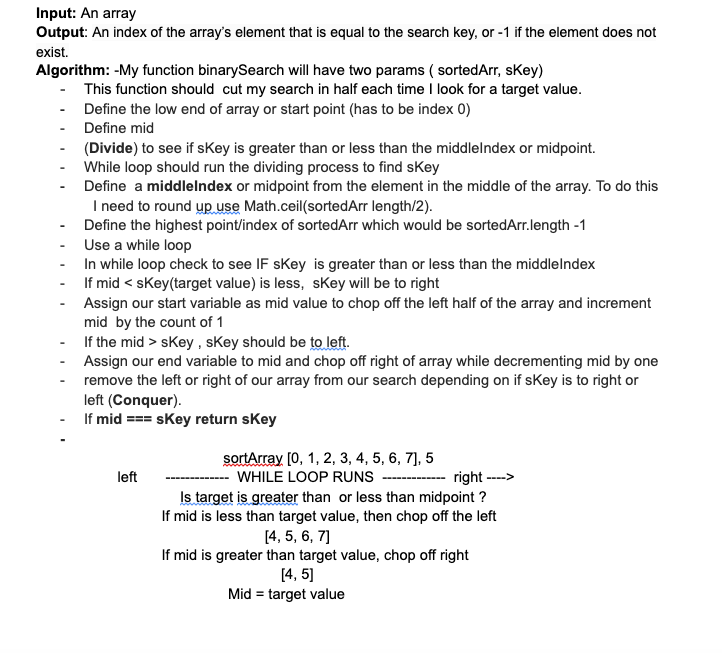 Input: An array
Output: An index of the array's element that is equal to the search key, or -1 if the element does not
exist.
Algorithm: -My function binarySearch will have two params ( sortedArr, sKey)
- This function should cut my search in half each time I look for a target value.
- Define the low end of array or start point (has to be index 0)
- Define mid
- (Divide) to see if sKey is greater than or less than the middleIndex or midpoint.
- While loop should run the dividing process to find sKey
- Define a middleIndex or midpoint from the element in the middle of the array. To do this
I need to round up use Math.ceil(sortedArr length/2).
- Define the highest point/index of sortedArr which would be sortedArr.length -1
- Use a while loop
- In while loop check to see IF sKey is greater than or less than the middleIndex
- If mid < sKey(target value) is less, sKey will be to right
- Assign our start variable as mid value to chop off the left half of the array and increment
mid by the count of 1
- If the mid > sKey , sKey should be to left.
- Assign our end variable to mid and chop off right of array while decrementing mid by one
- remove the left or right of our array from our search depending on if sKey is to right or
left (Conquer).
- If mid === sKey return sKey
-
sortArray [0, 1, 2, 3, 4, 5, 6, 7], 5
left ------------- WHILE LOOP RUNS ------------- right ---->
Is target is greater than or less than midpoint ?
If mid is less than target value, then chop off the left
[4, 5, 6, 7]
If mid is greater than target value, chop off right
[4, 5]
Mid = target value